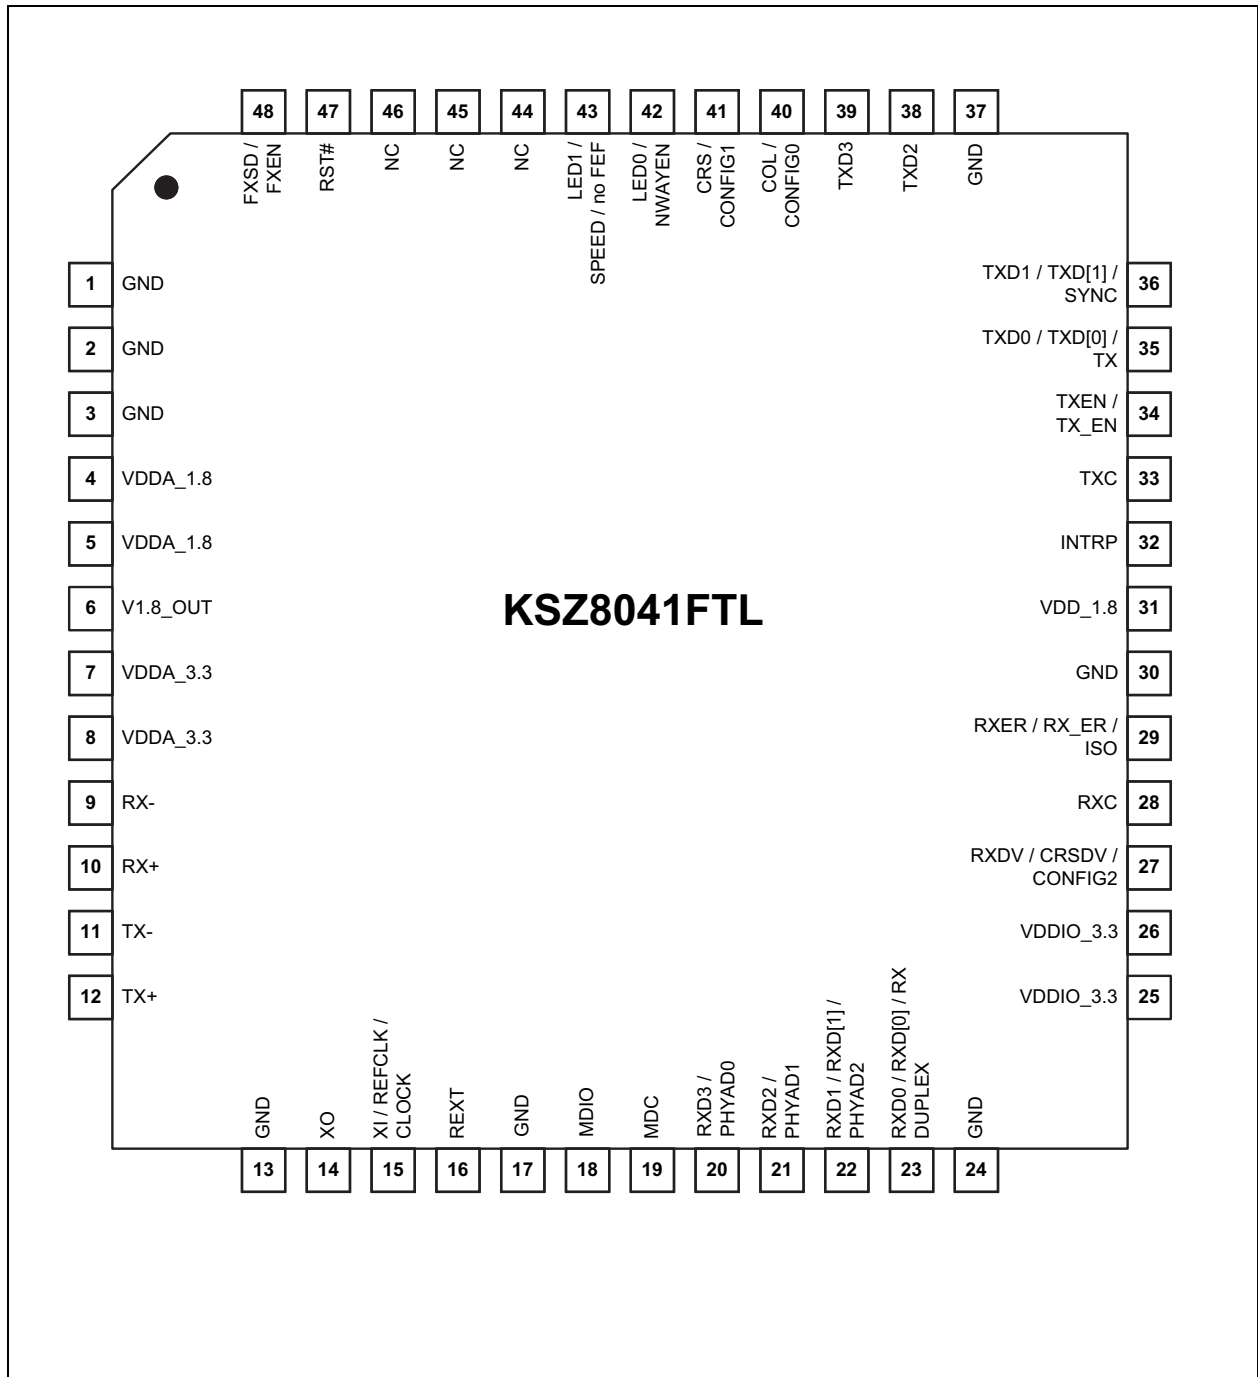 48
47
46
45
44
43
42
41
40
39
38
37
FXSD /
FXEN
RST#
NC
NC
NC
LED1 /
SPEED / no FEF
LED0 /
NWAYEN
CRS /
CONFIG1
COL /
CONFIG0
TXD3
TXD2
GND
1 GND
2 GND
3 GND
4 VDDA_1.8
5 VDDA_1.8
6 V1.8_OUT
7 VDDA_3.3
8 VDDA_3.3
9 RX-
10 RX+
11 TX-
12 TX+
KSZ8041FTL
TXD1 / TXD[1] /
SYNC
36
TXD0 / TXD[0] /
TX
35
TXEN /
TX_EN
34
TXC 33
INTRP 32
VDD_1.8 31
GND 30
RXER / RX_ER /
ISO
29
RXC 28
RXDV / CRSDV /
CONFIG2
27
VDDIO_3.3 26
VDDIO_3.3 25
GND
XO
XI / REFCLK /
CLOCK
REXT
GND
MDIO
MDC
RXD3 /
PHYAD0
RXD2 /
PHYAD1
RXD1 / RXD[1] /
PHYAD2
RXD0 / RXD[0] / RX
DUPLEX
GND
13
14
15
16
17
18
19
20
21
22
23
24